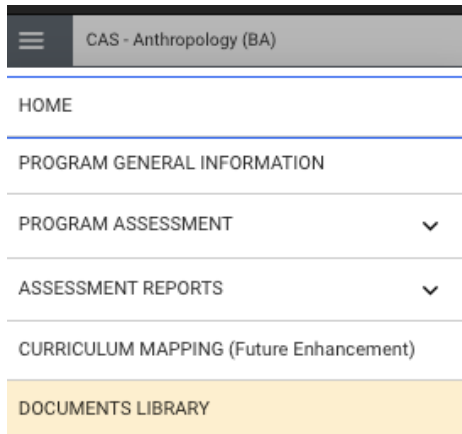 CAS - Anthropology (BA)
HOME
PROGRAM GENERAL INFORMATION
PROGRAM ASSESSMENT
ASSESSMENT REPORTS
CURRICULUM MAPPING (Future Enhancement)
DOCUMENTS LIBRARY